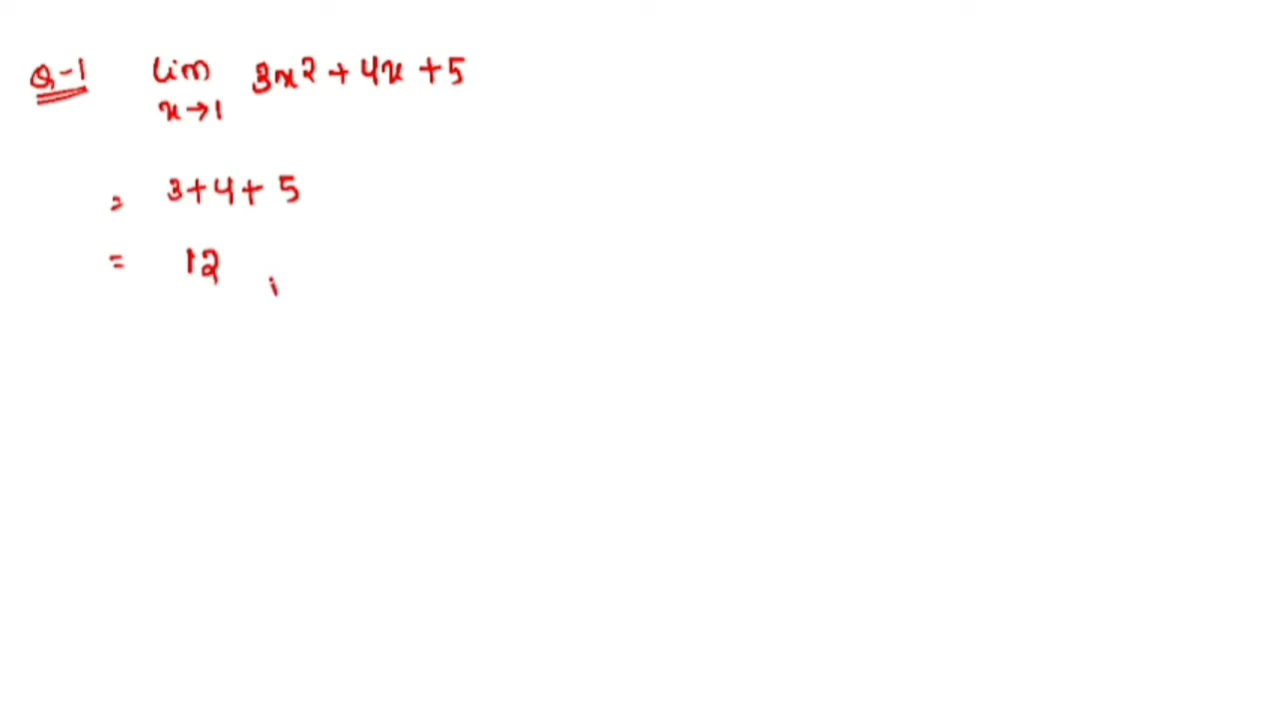 Q-1 lim 3x2 + 4x + 5
x→1
= 3+4+ 5
= 12